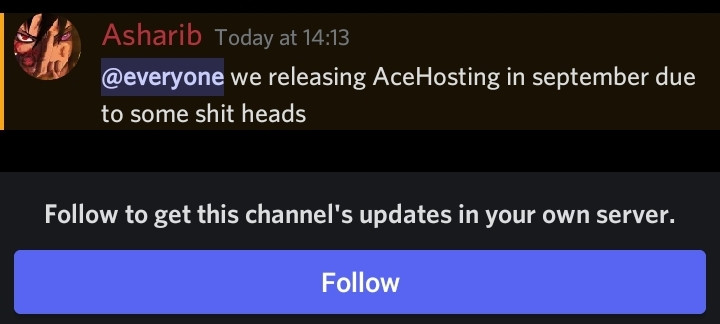 Asharib Today at 14:13
@everyone we releasing AceHosting in september due
to some shit heads
Follow to get this channel's updates in your own server.
Follow